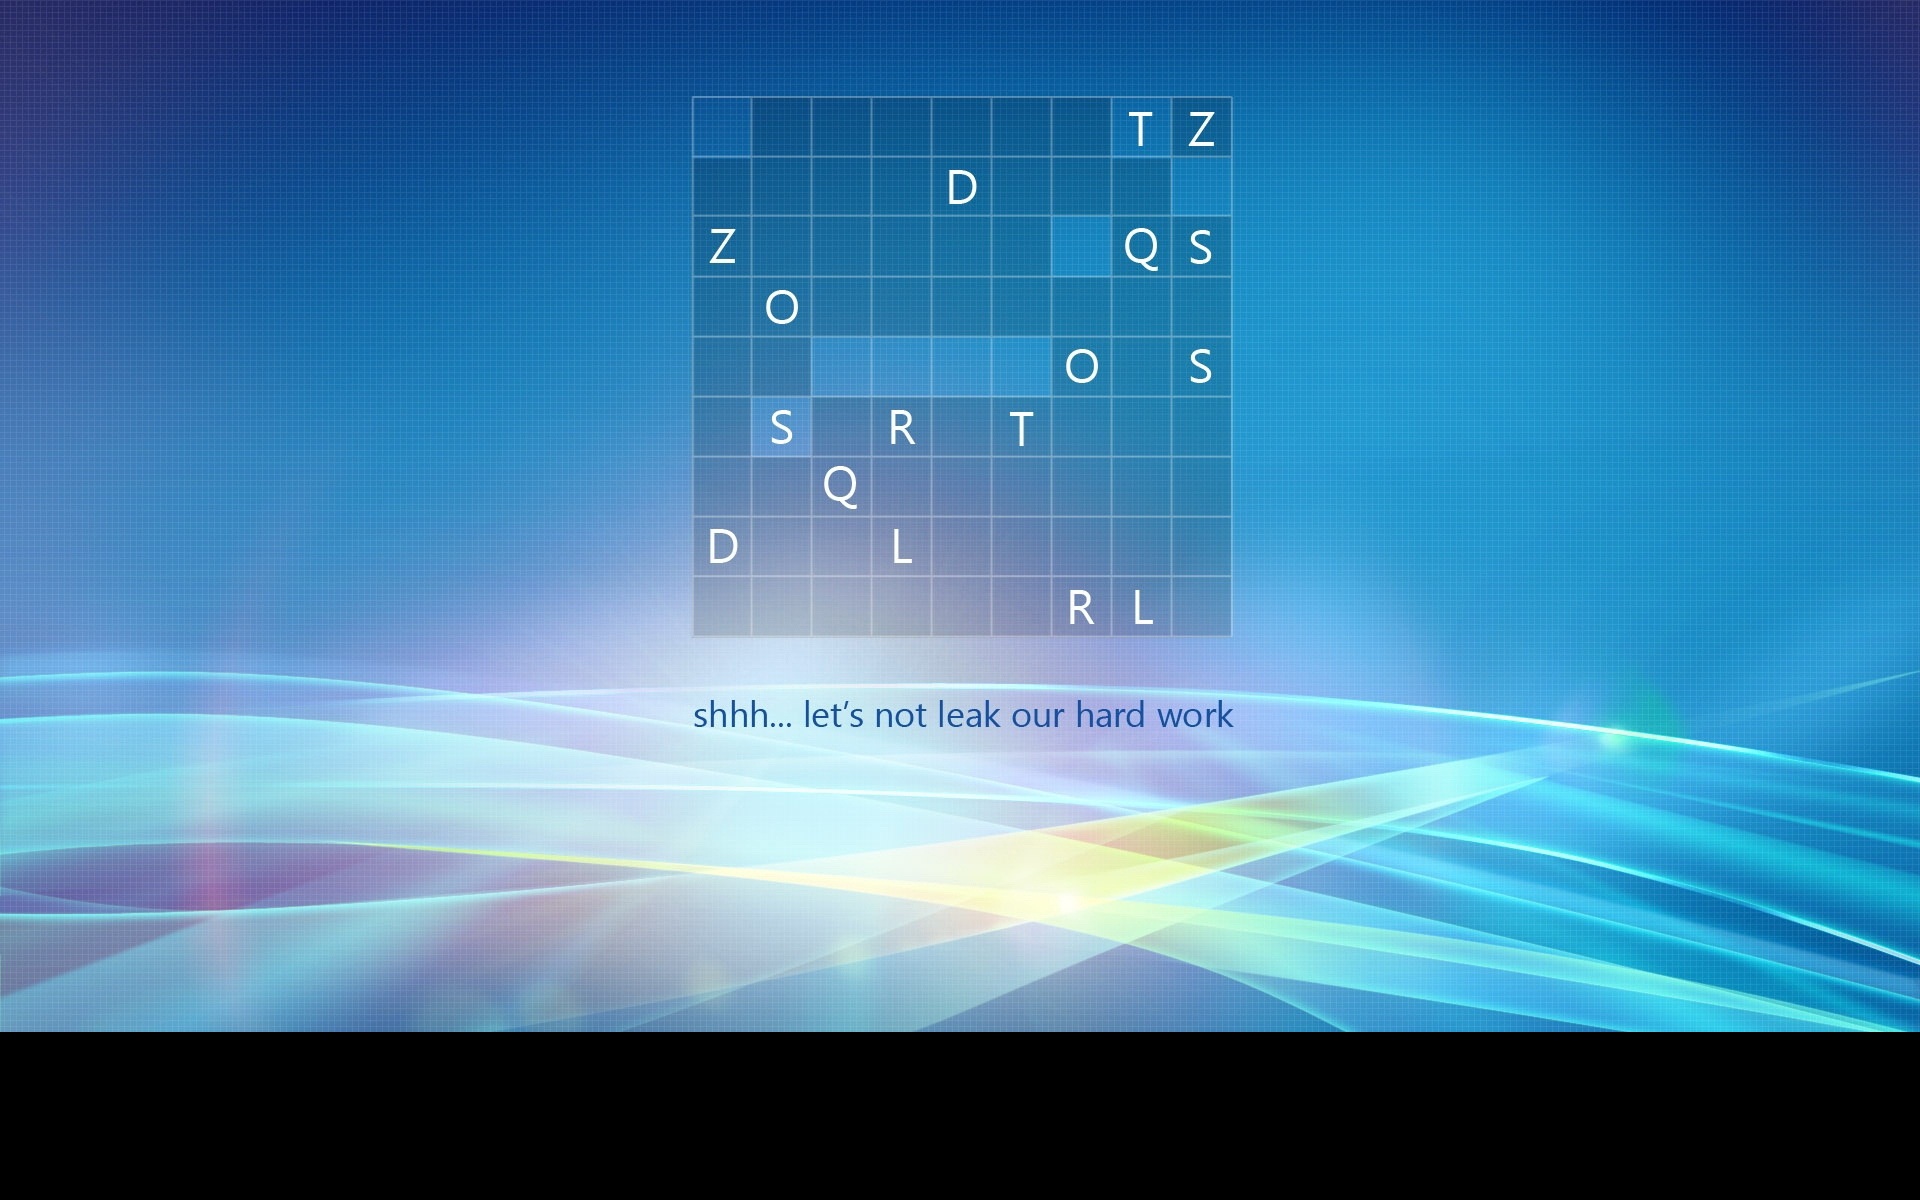 T Z
D
Z Q S
O
O S
S R T
Q
D L
R L
shhh... let's not leak our hard work